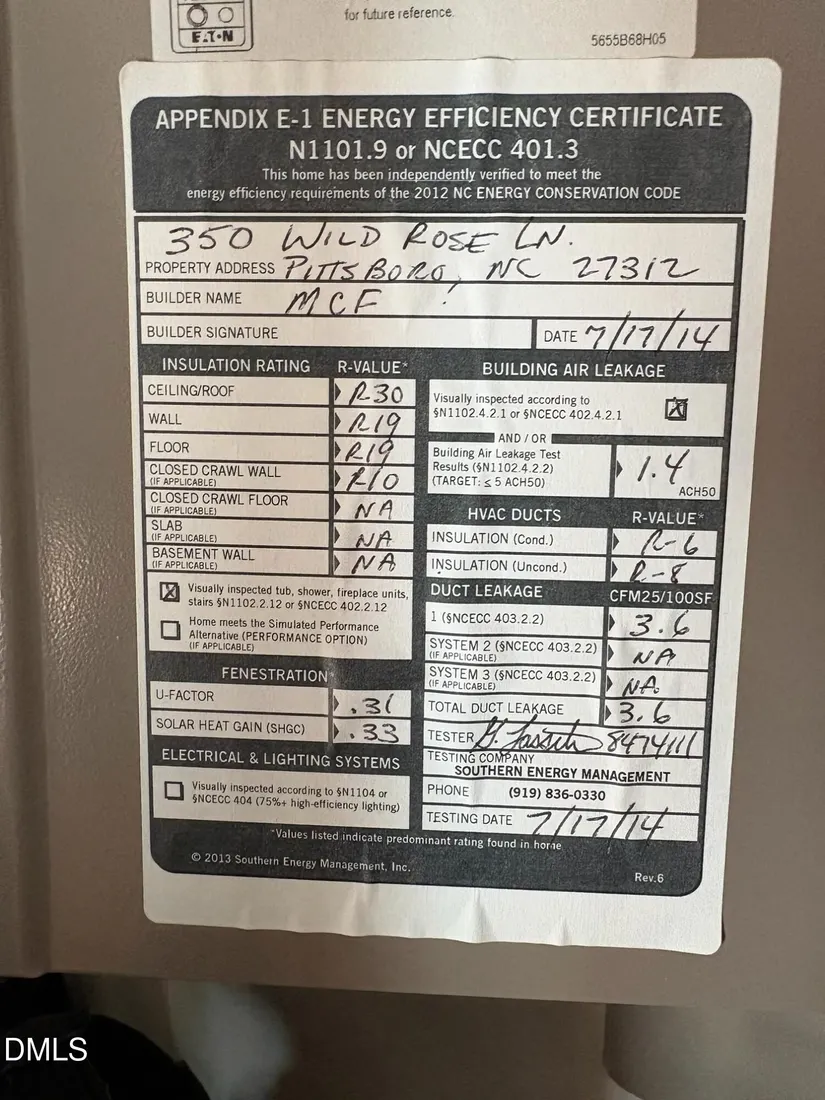 for future reference.
E.T•N
5655B68H05
APPENDIX E-1 ENERGY EFFICIENCY CERTIFICATE
N1101.9 or NCECC 401.3
This home has been independently verified to meet the
energy efficiency requirements of the 2012 NC ENERGY CONSERVATION CODE
350 WILD ROSE LN.
PROPERTY ADDRESS PITTSBORO, NC 27312
BUILDER NAME MCF
BUILDER SIGNATURE
DATE 7/17/14
INSULATION RATING R-VALUE*
CEILING/ROOF R30
WALL R19
FLOOR R19
CLOSED CRAWL WALL R10
(IF APPLICABLE)
CLOSED CRAWL FLOOR NA
(IF APPLICABLE)
SLAB NA
(IF APPLICABLE)
BASEMENT WALL NA
(IF APPLICABLE)
Visually inspected tub, shower, fireplace units,
stairs §N1102.2.12 or §NCECC 402.2.12
Home meets the Simulated Performance
Alternative (PERFORMANCE OPTION)
(IF APPLICABLE)
FENESTRATION*
U-FACTOR .31
SOLAR HEAT GAIN (SHGC) .33
ELECTRICAL & LIGHTING SYSTEMS
Visually inspected according to §N1104 or
§NCECC 404 (75%+ high-efficiency lighting)
BUILDING AIR LEAKAGE
Visually inspected according to
§N1102.4.2.1 or §NCECC 402.4.2.1
AND / OR
Building Air Leakage Test
Results (§N1102.4.2.2)
(TARGET: ≤ 5 ACH50)
1.4
ACH50
HVAC DUCTS R-VALUE*
INSULATION (Cond.) R-6
INSULATION (Uncond.) R-8
DUCT LEAKAGE CFM25/100SF
1 (§NCECC 403.2.2) 3.6
SYSTEM 2 (§NCECC 403.2.2) NA
(IF APPLICABLE)
SYSTEM 3 (§NCECC 403.2.2) NA
(IF APPLICABLE)
TOTAL DUCT LEAKAGE 3.6
TESTER 8474111
TESTING COMPANY
SOUTHERN ENERGY MANAGEMENT
PHONE (919) 836-0330
TESTING DATE 7/17/14
*Values listed indicate predominant rating found in home
© 2013 Southern Energy Management, Inc.
Rev.6
DMLS